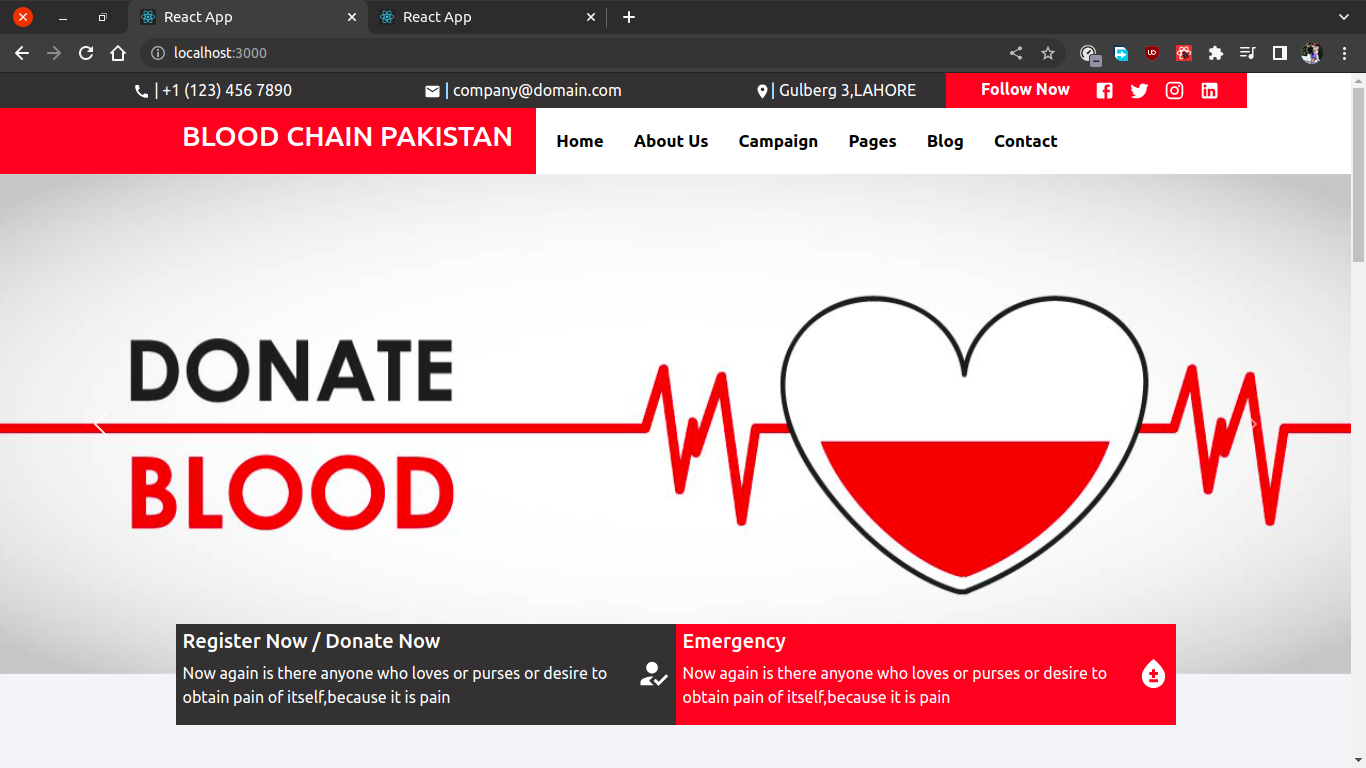 React App
React App
localhost:3000
| +1 (123) 456 7890
| company@domain.com
| Gulberg 3,LAHORE
Follow Now
BLOOD CHAIN PAKISTAN
Home
About Us
Campaign
Pages
Blog
Contact
DONATE
BLOOD
Register Now / Donate Now
Now again is there anyone who loves or purses or desire to
obtain pain of itself,because it is pain
Emergency
Now again is there anyone who loves or purses or desire to
obtain pain of itself,because it is pain